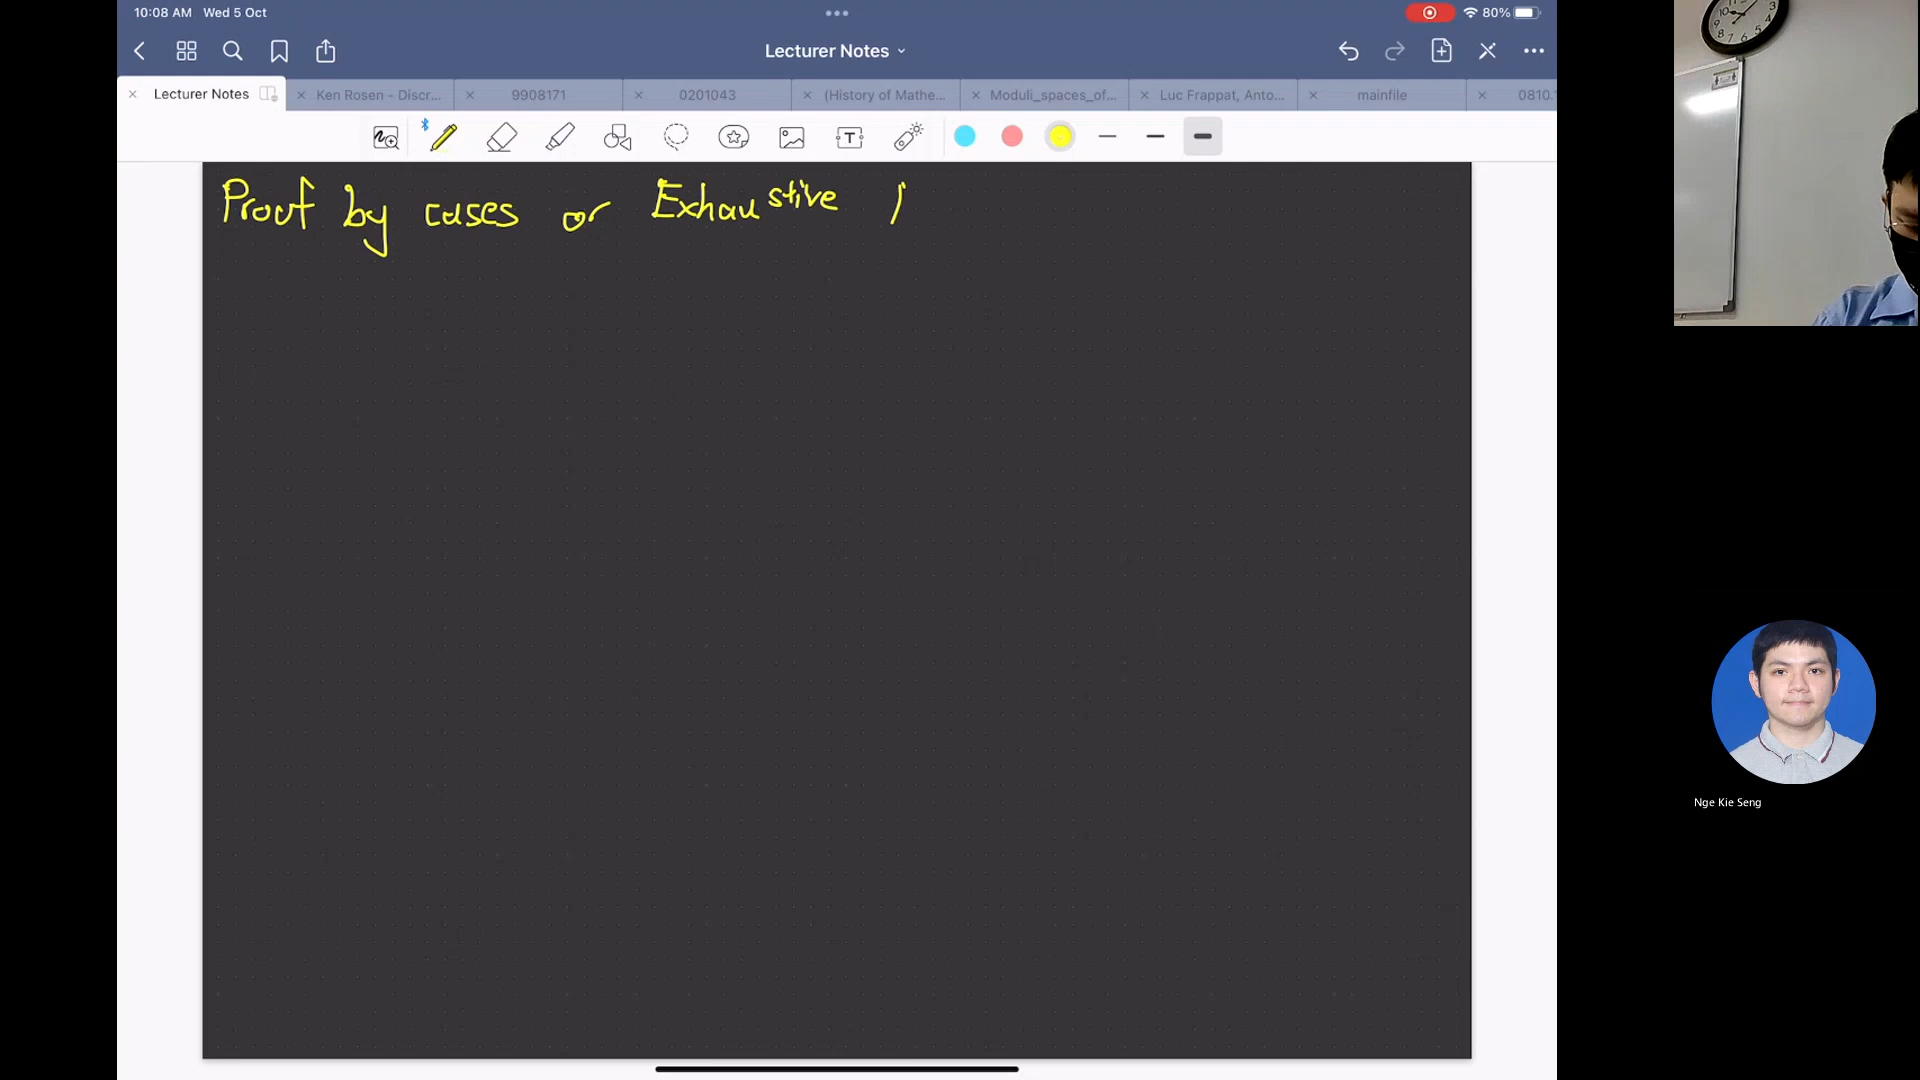 10:08 AM Wed 5 Oct
80%
Lecturer Notes
Lecturer Notes
Ken Rosen - Discr...
9908171
0201043
(History of Mathe...
Moduli_spaces_of...
Luc Frappat, Anto...
mainfile
0810.
T
Proof by cases or Exhaustive
Nge Kie Seng